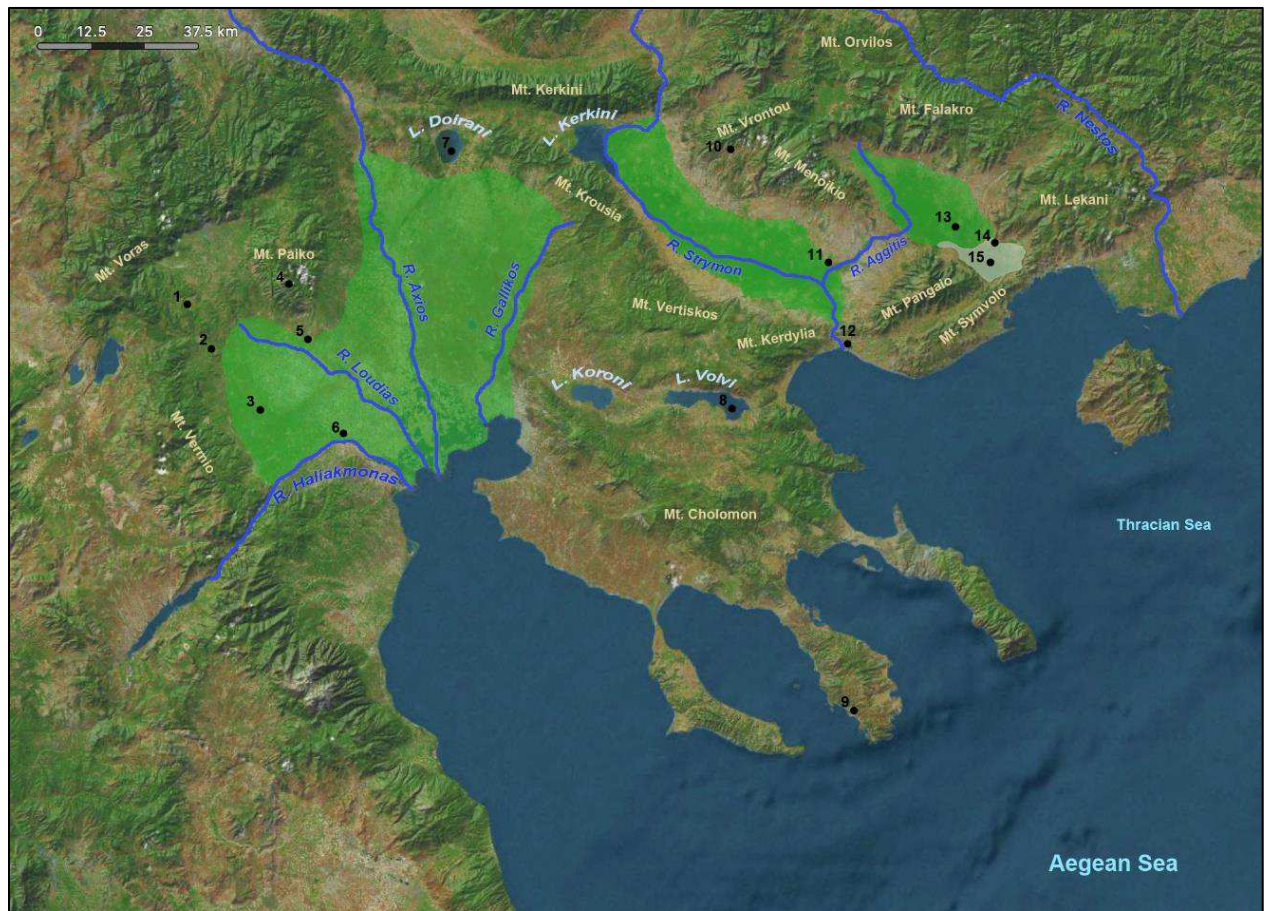 0 12.5 25 37.5 km
Mt. Orvilos
Mt. Kerkini
Mt. Falakro
L. Doirani
L. Kerkini
Mt. Vrontou
R. Nestos
7
10
Mt. Menoikio
Mt. Krousia
Mt. Lekani
13
14
Mt. Voras
Mt. Paiko
4
R. Axios
R. Gallikos
R. Strymon
11
R. Aggitis
15
Mt. Pangaio
Mt. Symvolo
1
2
5
R. Loudias
Mt. Vertiskos
Mt. Kerdylia
12
L. Koroni
L. Volvi
8
3
6
Mt. Vermio
R. Haliakmonas
Mt. Cholomon
Thracian Sea
9
Aegean Sea